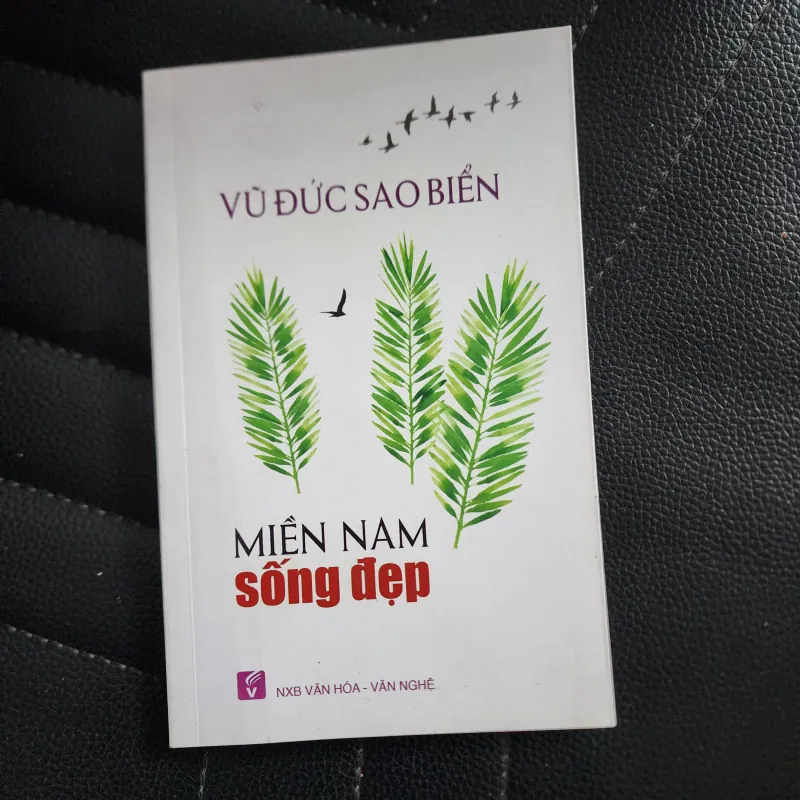 VŨ ĐỨC SAO BIỂN
MIỀN NAM
sống đẹp
V
NXB VĂN HÓA - VĂN NGHỆ